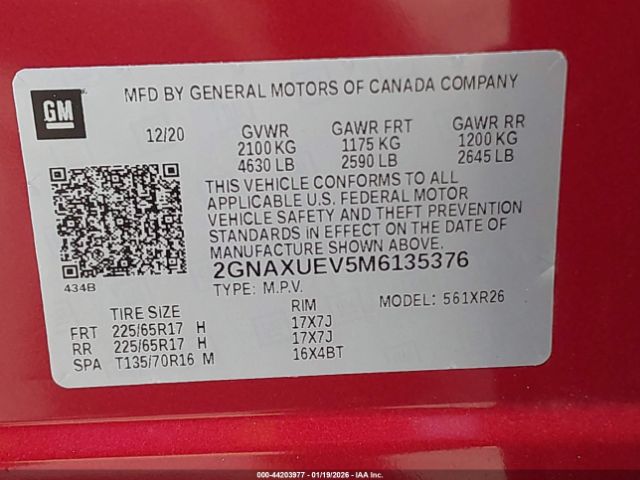 GM
MFD BY GENERAL MOTORS OF CANADA COMPANY
12/20 GVWR GAWR FRT GAWR RR
2100 KG 1175 KG 1200 KG
4630 LB 2590 LB 2645 LB
THIS VEHICLE CONFORMS TO ALL
APPLICABLE U.S. FEDERAL MOTOR
VEHICLE SAFETY AND THEFT PREVENTION
STANDARDS IN EFFECT ON THE DATE OF
MANUFACTURE SHOWN ABOVE.
2GNAXUEV5M6135376
434B
TYPE: M.P.V. MODEL: 561XR26
TIRE SIZE RIM
FRT 225/65R17 H 17X7J
RR 225/65R17 H 17X7J
SPA T135/70R16 M 16X4BT
000-44203977 - 01/19/2026 - IAA Inc.